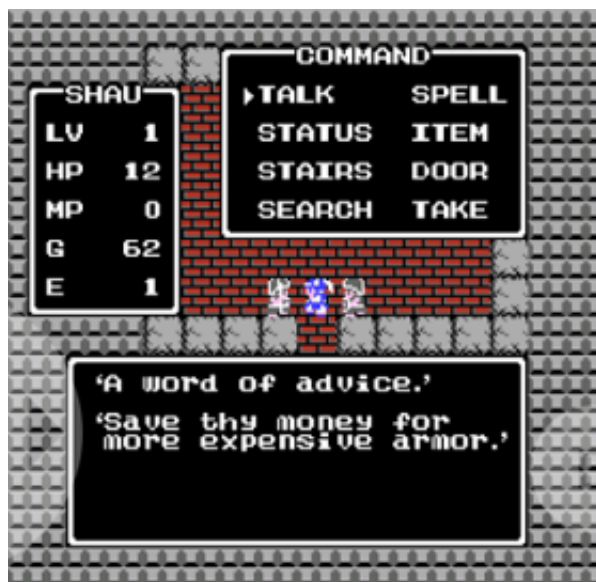 COMMAND
▶TALK SPELL
STATUS ITEM
STAIRS DOOR
SEARCH TAKE
SHAU
LV 1
HP 12
MP 0
G 62
E 1
‘A word of advice.’
‘Save thy money for
more expensive armor.’